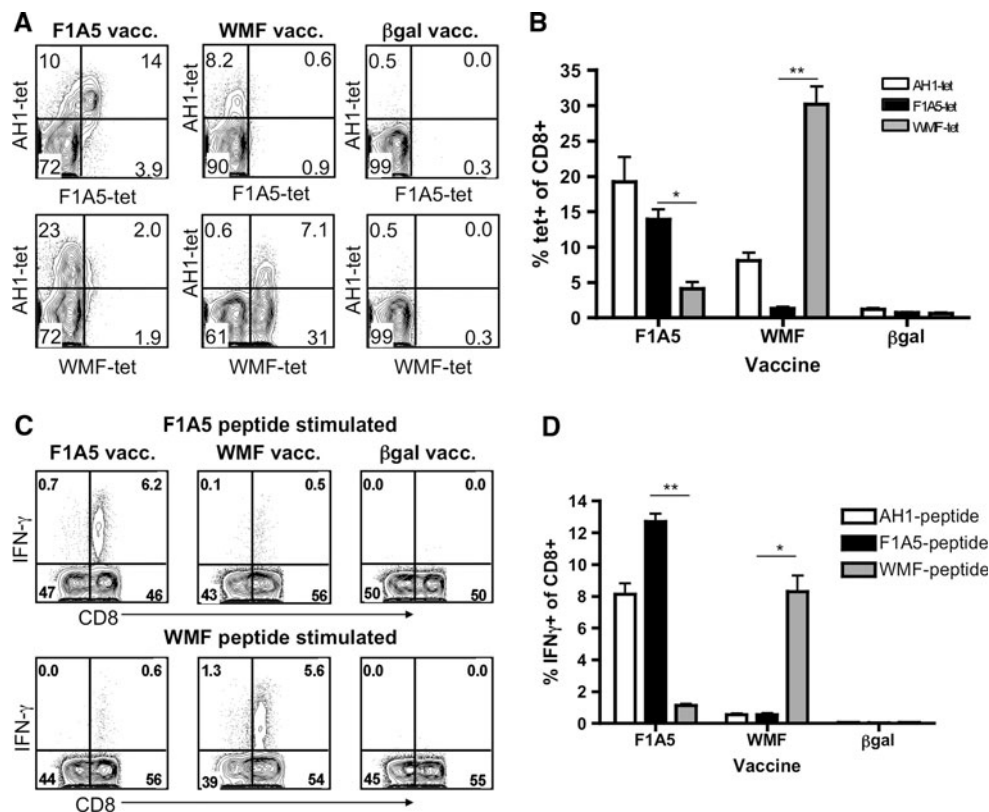 A
F1A5 vacc. WMF vacc. βgal vacc.
AH1-tet
10 14
72 3.9
F1A5-tet
AH1-tet
8.2 0.6
90 0.9
F1A5-tet
AH1-tet
0.5 0.0
99 0.3
F1A5-tet
AH1-tet
23 2.0
72 1.9
WMF-tet
AH1-tet
0.6 7.1
61 31
WMF-tet
AH1-tet
0.5 0.0
99 0.3
WMF-tet
B
% tet+ of CD8+
35
30
25
20
15
10
5
0
*
**
AH1-tet
F1A5-tet
WMF-tet
F1A5 WMF βgal
Vaccine
C
F1A5 peptide stimulated
F1A5 vacc. WMF vacc. βgal vacc.
IFN-γ
0.7 6.2
47 46
0.1 0.5
43 56
0.0 0.0
50 50
CD8
WMF peptide stimulated
IFN-γ
0.0 0.6
44 56
1.3 5.6
39 54
0.0 0.0
45 55
CD8
D
% IFNγ+ of CD8+
14
12
10
8
6
4
2
0
**
*
AH1-peptide
F1A5-peptide
WMF-peptide
F1A5 WMF βgal
Vaccine